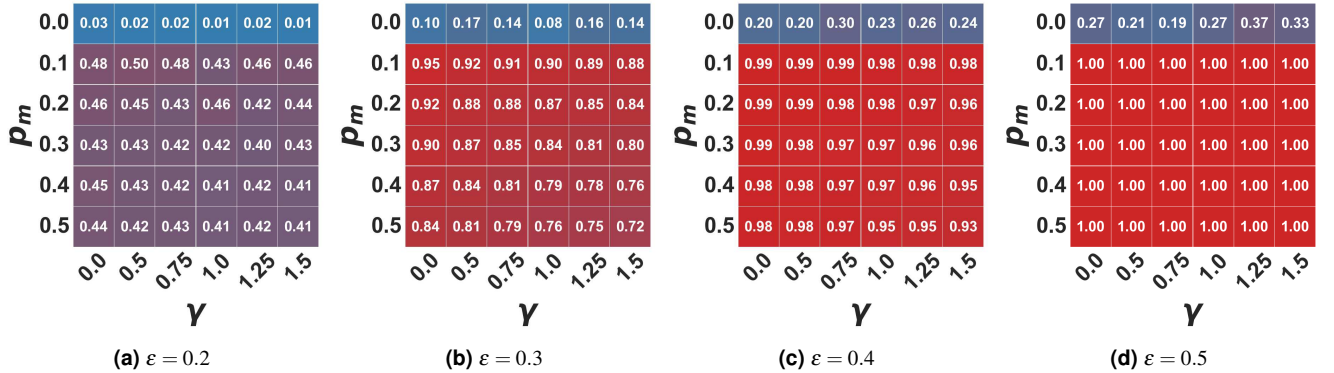 0.0 0.03 0.02 0.02 0.01 0.02 0.01
0.1 0.48 0.50 0.48 0.43 0.46 0.46
0.2 0.46 0.45 0.43 0.46 0.42 0.44
0.3 0.43 0.43 0.42 0.42 0.40 0.43
0.4 0.45 0.43 0.42 0.41 0.42 0.41
0.5 0.44 0.42 0.43 0.41 0.42 0.41
p_m
0.0 0.5 0.75 1.0 1.25 1.5
γ
(a) ε = 0.2
0.0 0.10 0.17 0.14 0.08 0.16 0.14
0.1 0.95 0.92 0.91 0.90 0.89 0.88
0.2 0.92 0.88 0.88 0.87 0.85 0.84
0.3 0.90 0.87 0.85 0.84 0.81 0.80
0.4 0.87 0.84 0.81 0.79 0.78 0.76
0.5 0.84 0.81 0.79 0.76 0.75 0.72
p_m
0.0 0.5 0.75 1.0 1.25 1.5
γ
(b) ε = 0.3
0.0 0.20 0.20 0.30 0.23 0.26 0.24
0.1 0.99 0.99 0.99 0.98 0.98 0.98
0.2 0.99 0.99 0.98 0.98 0.97 0.96
0.3 0.99 0.98 0.97 0.97 0.96 0.96
0.4 0.98 0.98 0.97 0.97 0.96 0.95
0.5 0.98 0.98 0.97 0.95 0.95 0.93
p_m
0.0 0.5 0.75 1.0 1.25 1.5
γ
(c) ε = 0.4
0.0 0.27 0.21 0.19 0.27 0.37 0.33
0.1 1.00 1.00 1.00 1.00 1.00 1.00
0.2 1.00 1.00 1.00 1.00 1.00 1.00
0.3 1.00 1.00 1.00 1.00 1.00 1.00
0.4 1.00 1.00 1.00 1.00 1.00 1.00
0.5 1.00 1.00 1.00 1.00 1.00 1.00
p_m
0.0 0.5 0.75 1.0 1.25 1.5
γ
(d) ε = 0.5